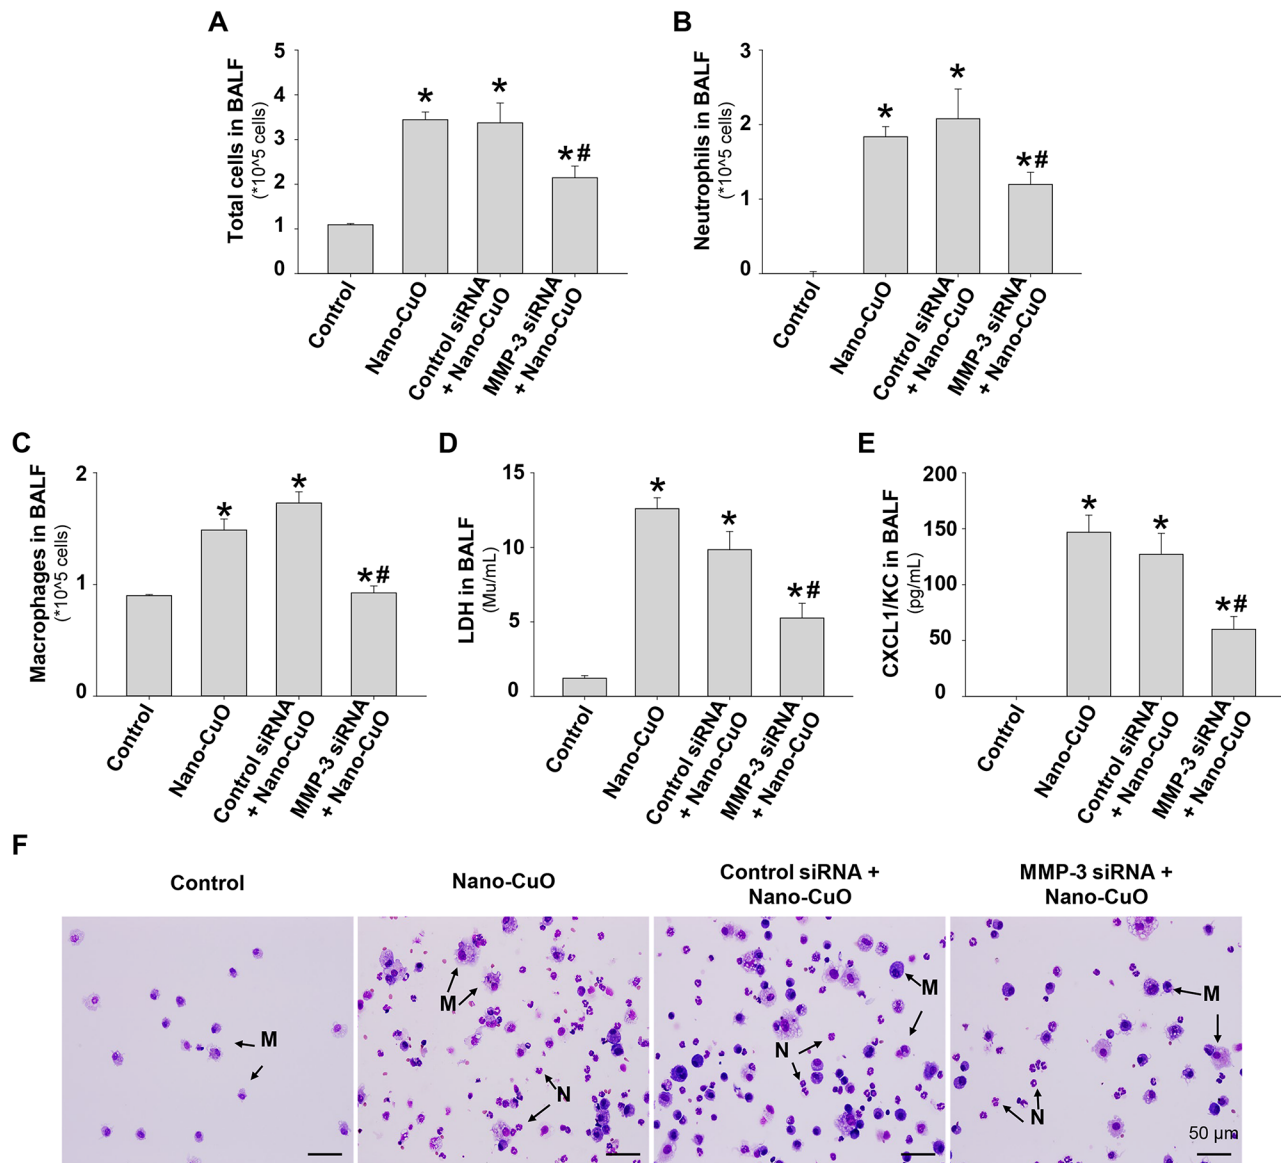 A
Total cells in BALF
(*10^5 cells)
5
4
3
2
1
0
*
*
*#
Control
Nano-CuO
Control siRNA
+ Nano-CuO
MMP-3 siRNA
+ Nano-CuO
B
Neutrophils in BALF
(*10^5 cells)
3
2
1
0
*
*
*#
Control
Nano-CuO
Control siRNA
+ Nano-CuO
MMP-3 siRNA
+ Nano-CuO
C
Macrophages in BALF
(*10^5 cells)
2
1
0
*
*
*#
Control
Nano-CuO
Control siRNA
+ Nano-CuO
MMP-3 siRNA
+ Nano-CuO
D
LDH in BALF
(Mu/mL)
15
10
5
0
*
*
*#
Control
Nano-CuO
Control siRNA
+ Nano-CuO
MMP-3 siRNA
+ Nano-CuO
E
CXCL1/KC in BALF
(pg/mL)
200
150
100
50
0
*
*
*#
Control
Nano-CuO
Control siRNA
+ Nano-CuO
MMP-3 siRNA
+ Nano-CuO
F
Control
Nano-CuO
Control siRNA +
Nano-CuO
MMP-3 siRNA +
Nano-CuO
M
M
N
M
N
M
N
50 µm